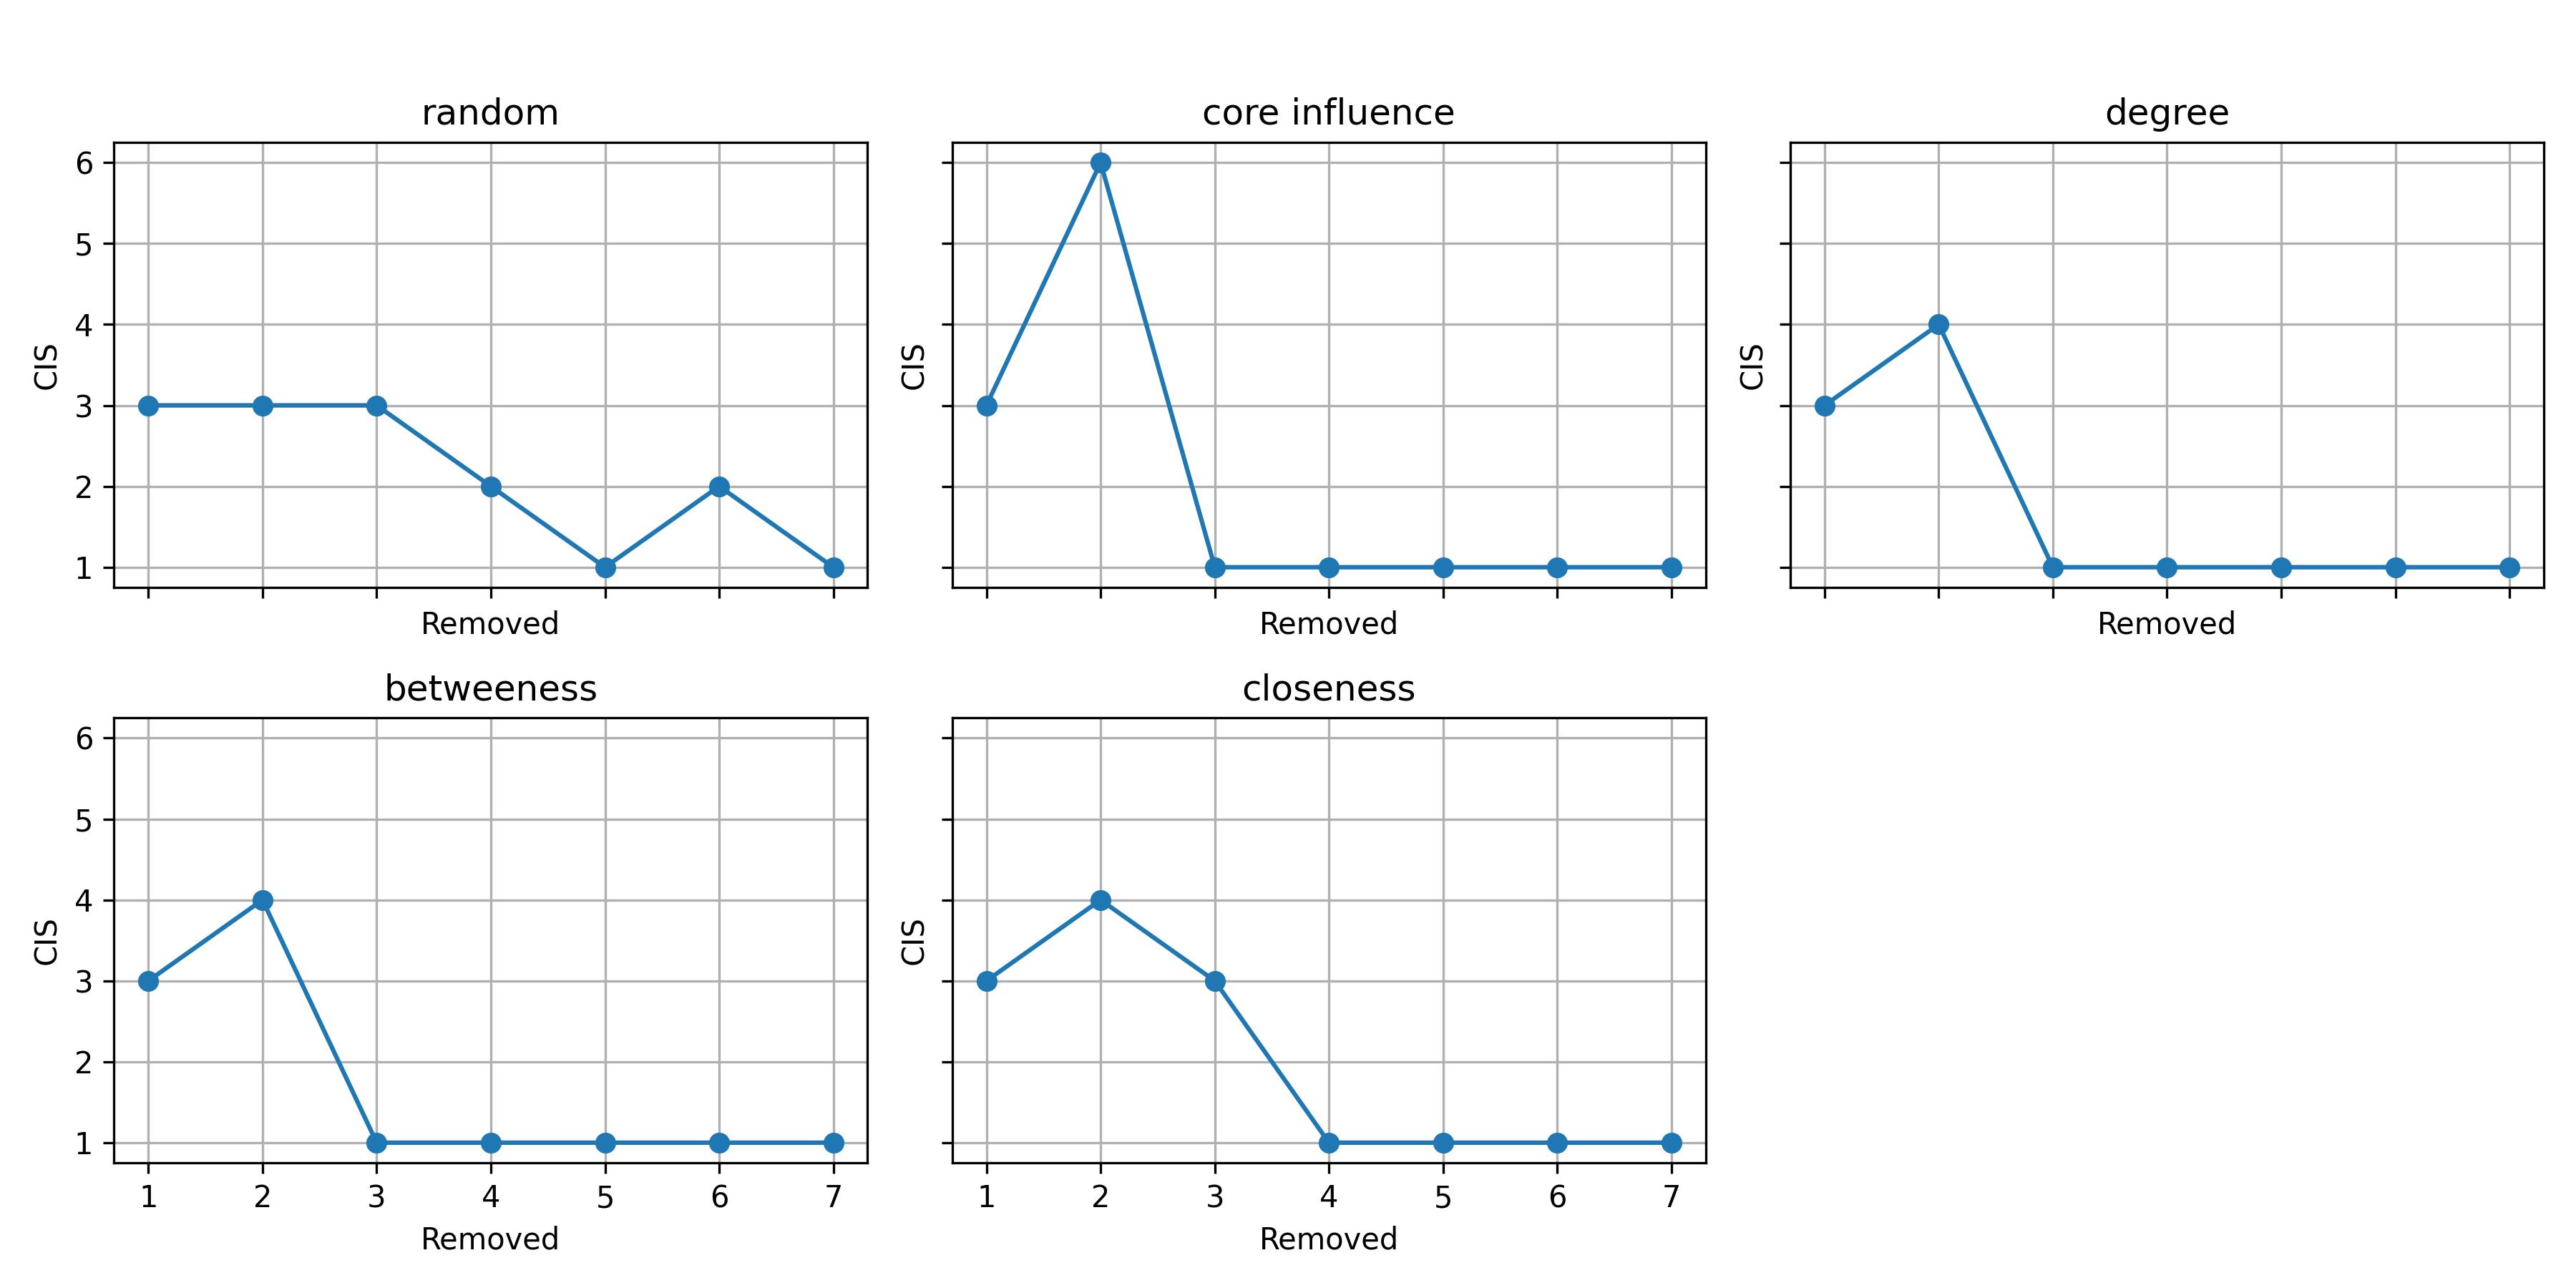 random
6
5
4
3
2
1
CIS
Removed
core influence
CIS
Removed
degree
CIS
Removed
betweeness
6
5
4
3
2
1
CIS
1 2 3 4 5 6 7
Removed
closeness
CIS
1 2 3 4 5 6 7
Removed